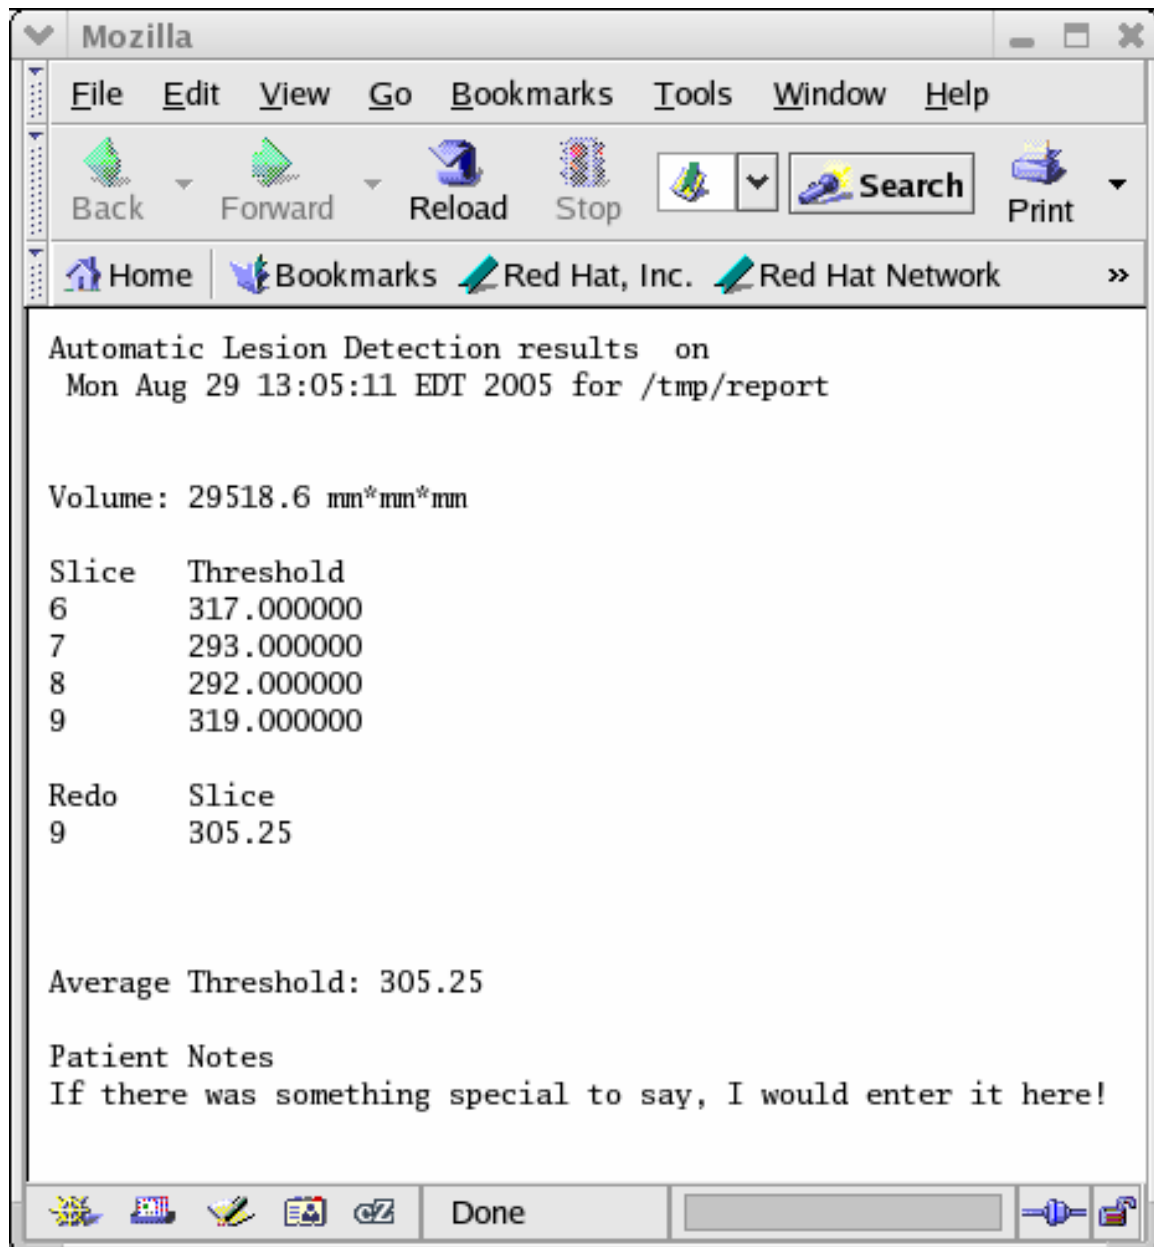 Mozilla
File Edit View Go Bookmarks Tools Window Help
Back Forward Reload Stop Search Print
Home Bookmarks Red Hat, Inc. Red Hat Network »
Automatic Lesion Detection results on
Mon Aug 29 13:05:11 EDT 2005 for /tmp/report
Volume: 29518.6 mm*mm*mm
Slice Threshold
6 317.000000
7 293.000000
8 292.000000
9 319.000000
Redo Slice
9 305.25
Average Threshold: 305.25
Patient Notes
If there was something special to say, I would enter it here!
cZ Done